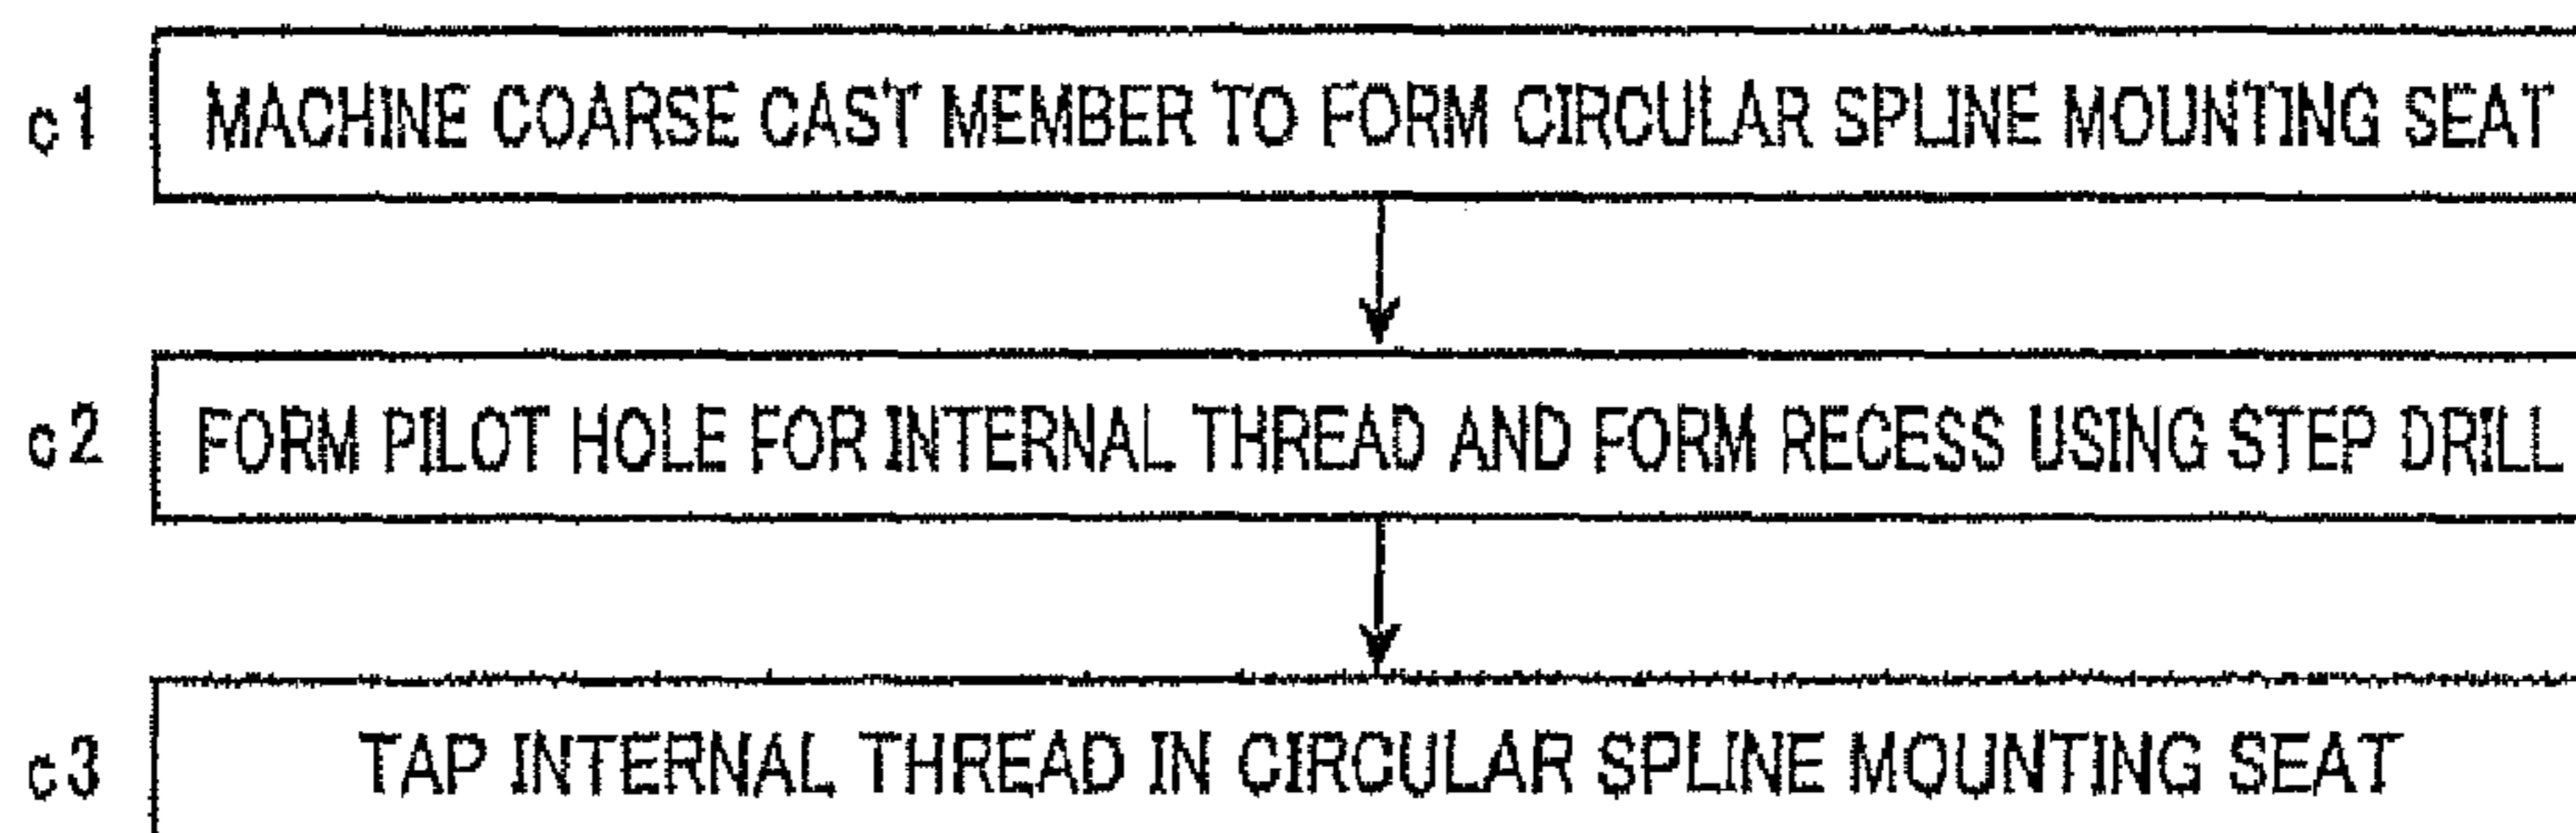 c1 MACHINE COARSE CAST MEMBER TO FORM CIRCULAR SPLINE MOUNTING SEAT
c2 FORM PILOT HOLE FOR INTERNAL THREAD AND FORM RECESS USING STEP DRILL
c3 TAP INTERNAL THREAD IN CIRCULAR SPLINE MOUNTING SEAT